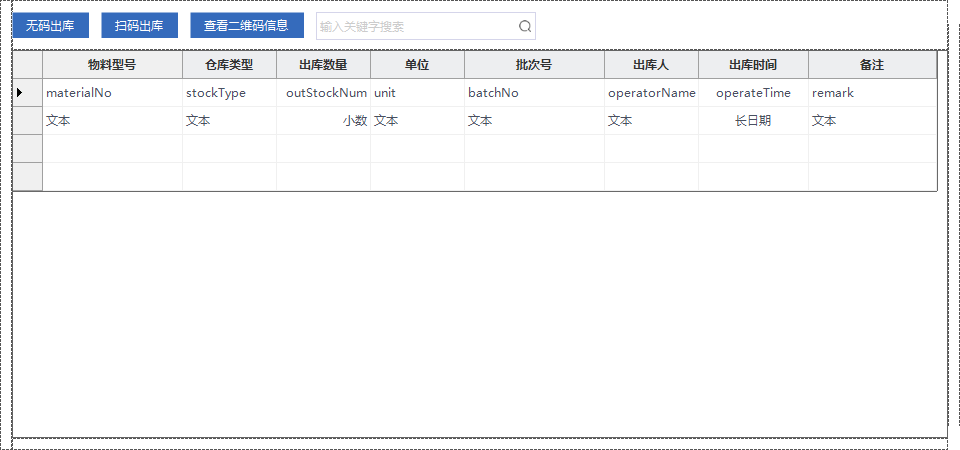 无码出库 扫码出库 查看二维码信息 输入关键字搜索
物料型号 仓库类型 出库数量 单位 批次号 出库人 出库时间 备注
materialNo stockType outStockNum unit batchNo operatorName operateTime remark
文本 文本 小数 文本 文本 文本 长日期 文本